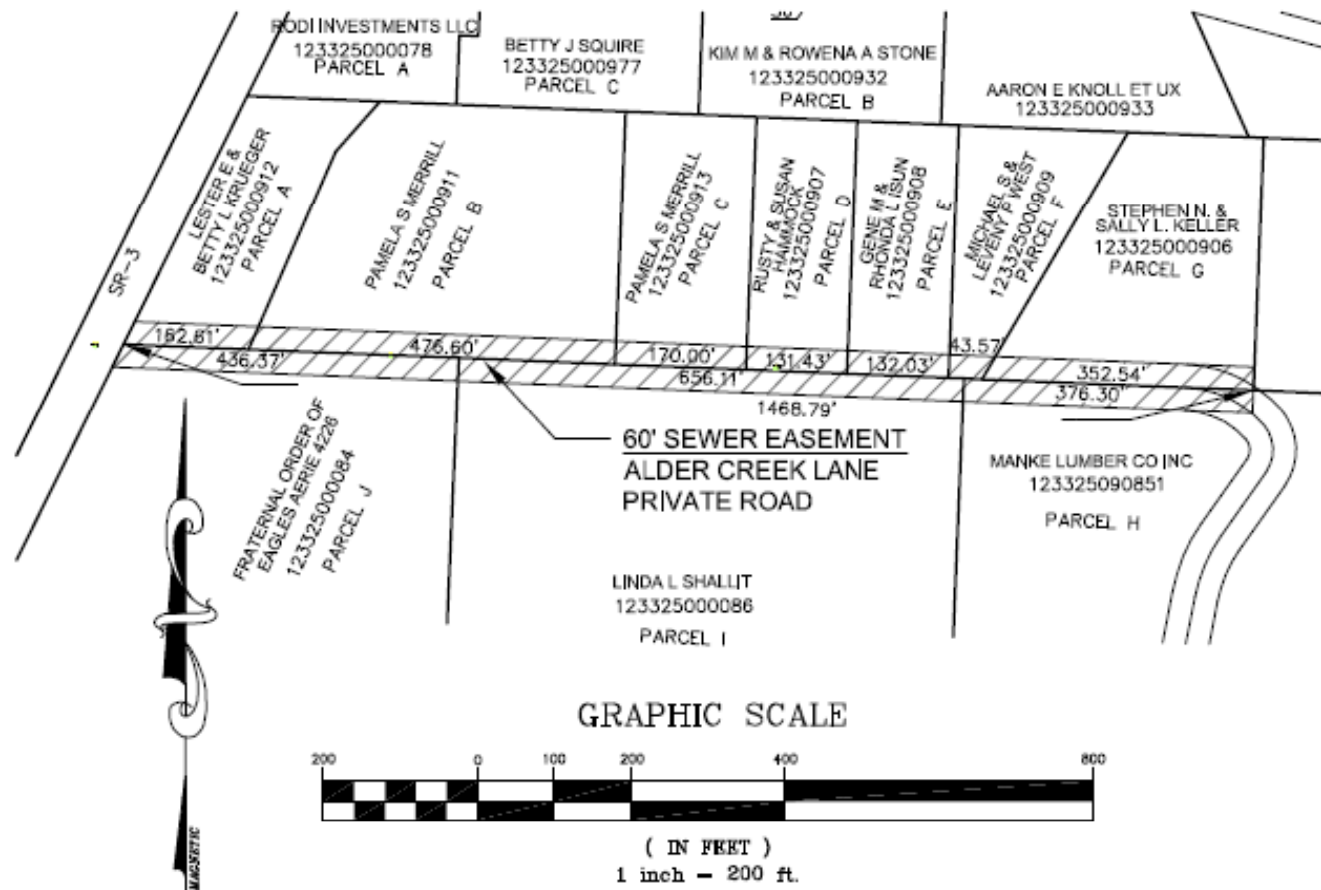 RODI INVESTMENTS LLC
123325000078
PARCEL A
BETTY J SQUIRE
123325000977
PARCEL C
KIM M & ROWENA A STONE
123325000932
PARCEL B
AARON E KNOLL ET UX
123325000933
SR-3
LESTER E &
BETTY L KRUEGER
123325000912
PARCEL A
PAMELA S MERRILL
123325000911
PARCEL B
PAMELA S MERRILL
123325000913
PARCEL C
RUSTY & SUSAN
HAMMOCK
123325000907
PARCEL D
GENE M &
RHONDA L ISUN
123325000908
PARCEL E
MICHAEL S &
LEVENY P WEST
123325000909
PARCEL F
STEPHEN N. &
SALLY L. KELLER
123325000906
PARCEL G
162.61'
476.60'
170.00'
131.43'
132.03'
43.57'
352.54'
436.37'
656.11'
376.30'
1468.79'
60' SEWER EASEMENT
ALDER CREEK LANE
PRIVATE ROAD
FRATERNAL ORDER OF
EAGLES AERIE 4226
123325000084
PARCEL J
LINDA L SHALLIT
123325000086
PARCEL I
MANKE LUMBER CO INC
123325090851
PARCEL H
MAGNETIC
GRAPHIC SCALE
200 0 100 200 400 800
( IN FEET )
1 inch = 200 ft.